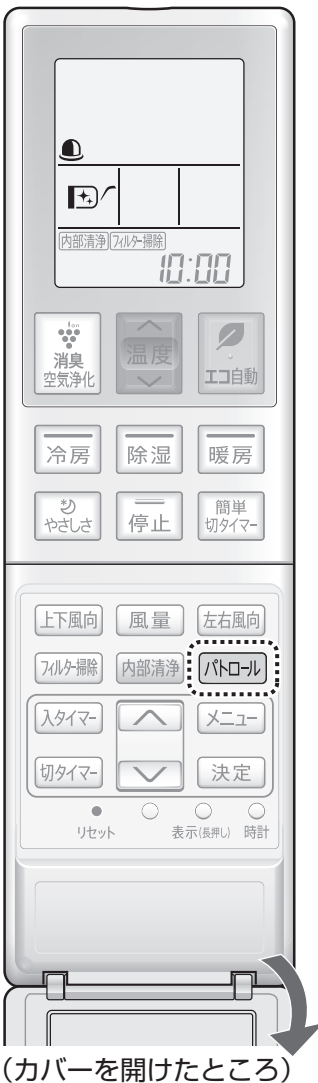 内部清浄 フィルター掃除
10:00
ion
消臭
空気浄化
温度
エコ自動
冷房 除湿 暖房
やさしさ
停止
簡単
切タイマー
上下風向 風量 左右風向
フィルター掃除 内部清浄 パトロール
入タイマー メニュー
切タイマー 決定
リセット 表示(長押し) 時計
(カバーを開けたところ)